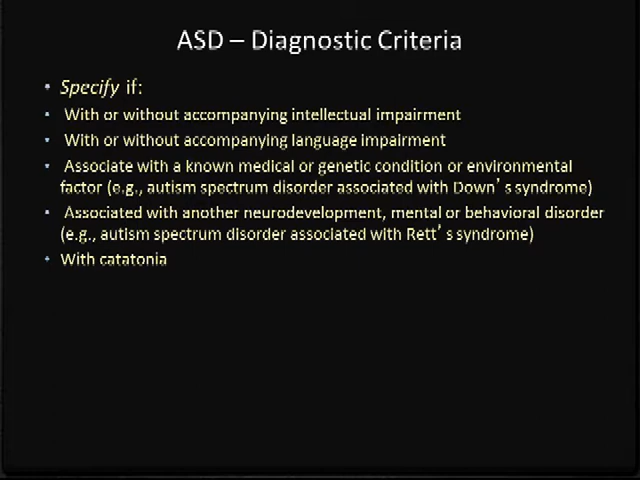 ASD – Diagnostic Criteria
• Specify if:
• With or without accompanying intellectual impairment
• With or without accompanying language impairment
• Associate with a known medical or genetic condition or environmental
factor (e.g., autism spectrum disorder associated with Down’s syndrome)
• Associated with another neurodevelopment, mental or behavioral disorder
(e.g., autism spectrum disorder associated with Rett’s syndrome)
• With catatonia